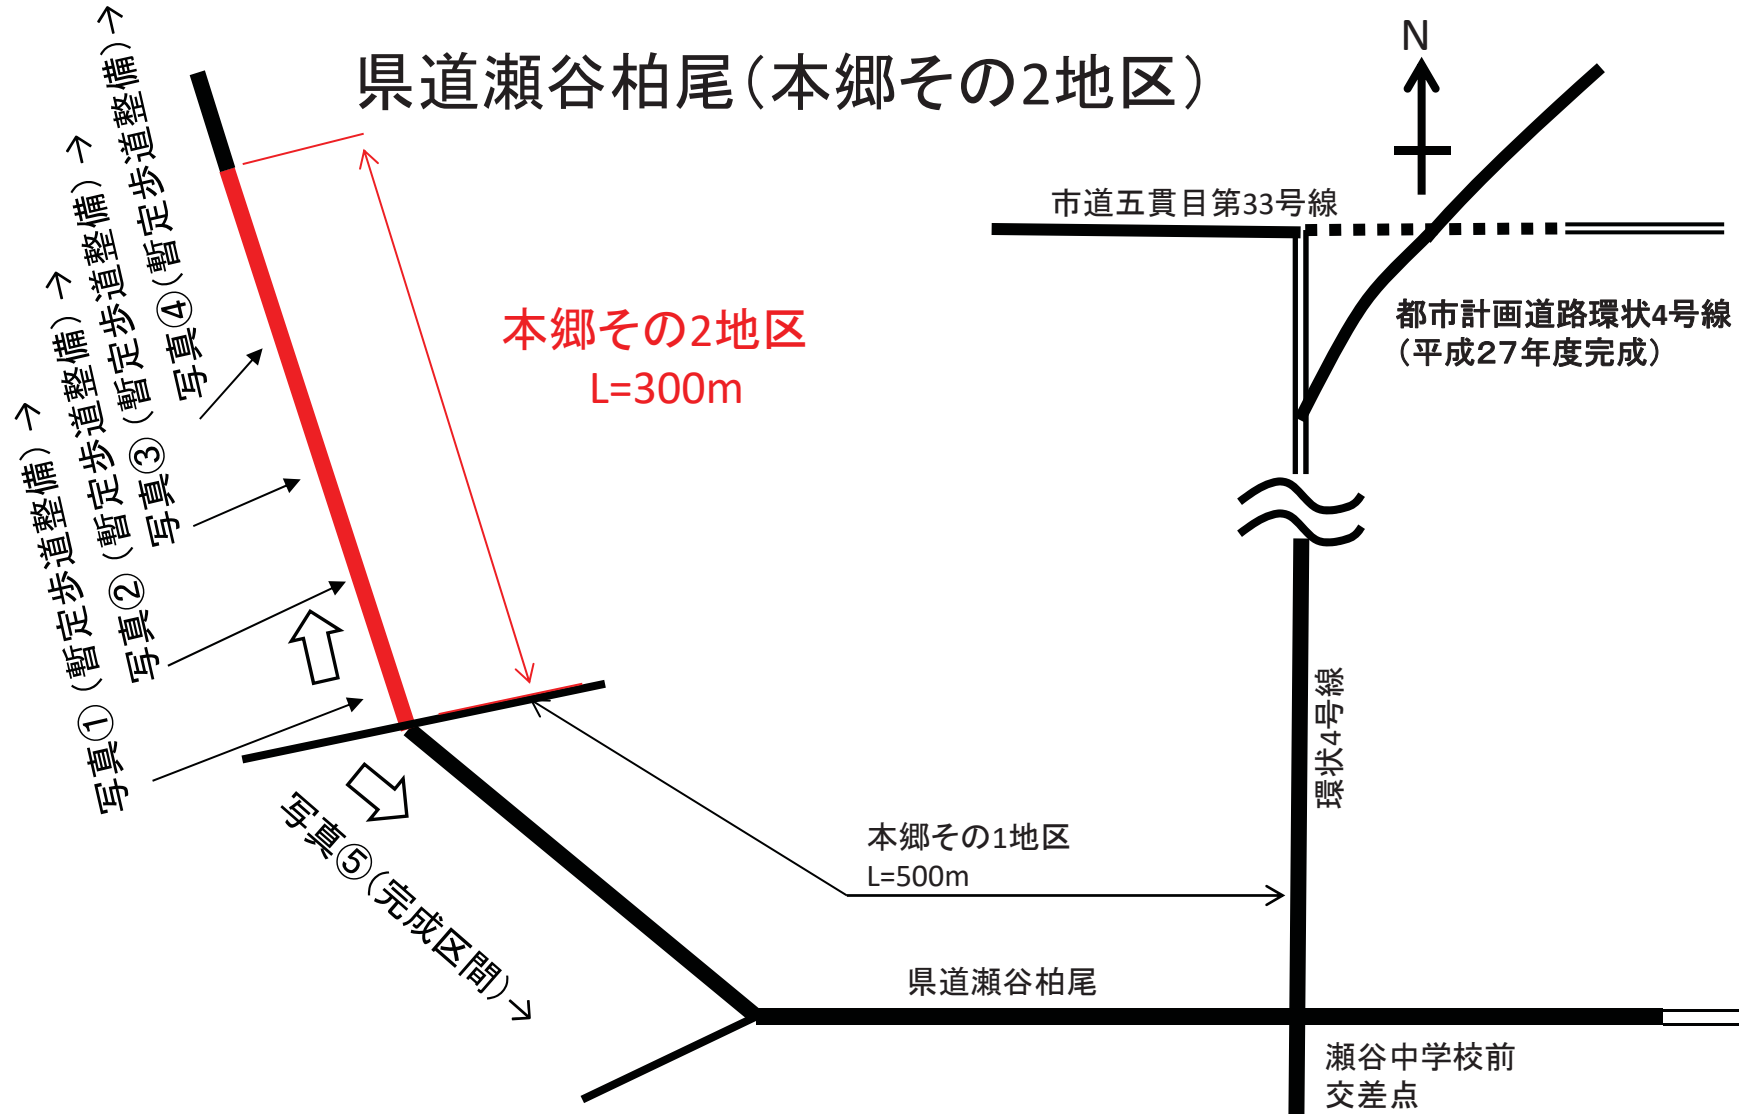 県道瀬谷柏尾（本郷その2地区）
N
市道五貫目第33号線
都市計画道路環状4号線
（平成27年度完成）
本郷その2地区
L=300m
写真④（暫定歩道整備）→
写真③（暫定歩道整備）→
写真②（暫定歩道整備）→
写真①（暫定歩道整備）→
写真⑤（完成区間）→
環状4号線
本郷その1地区
L=500m
県道瀬谷柏尾
瀬谷中学校前
交差点